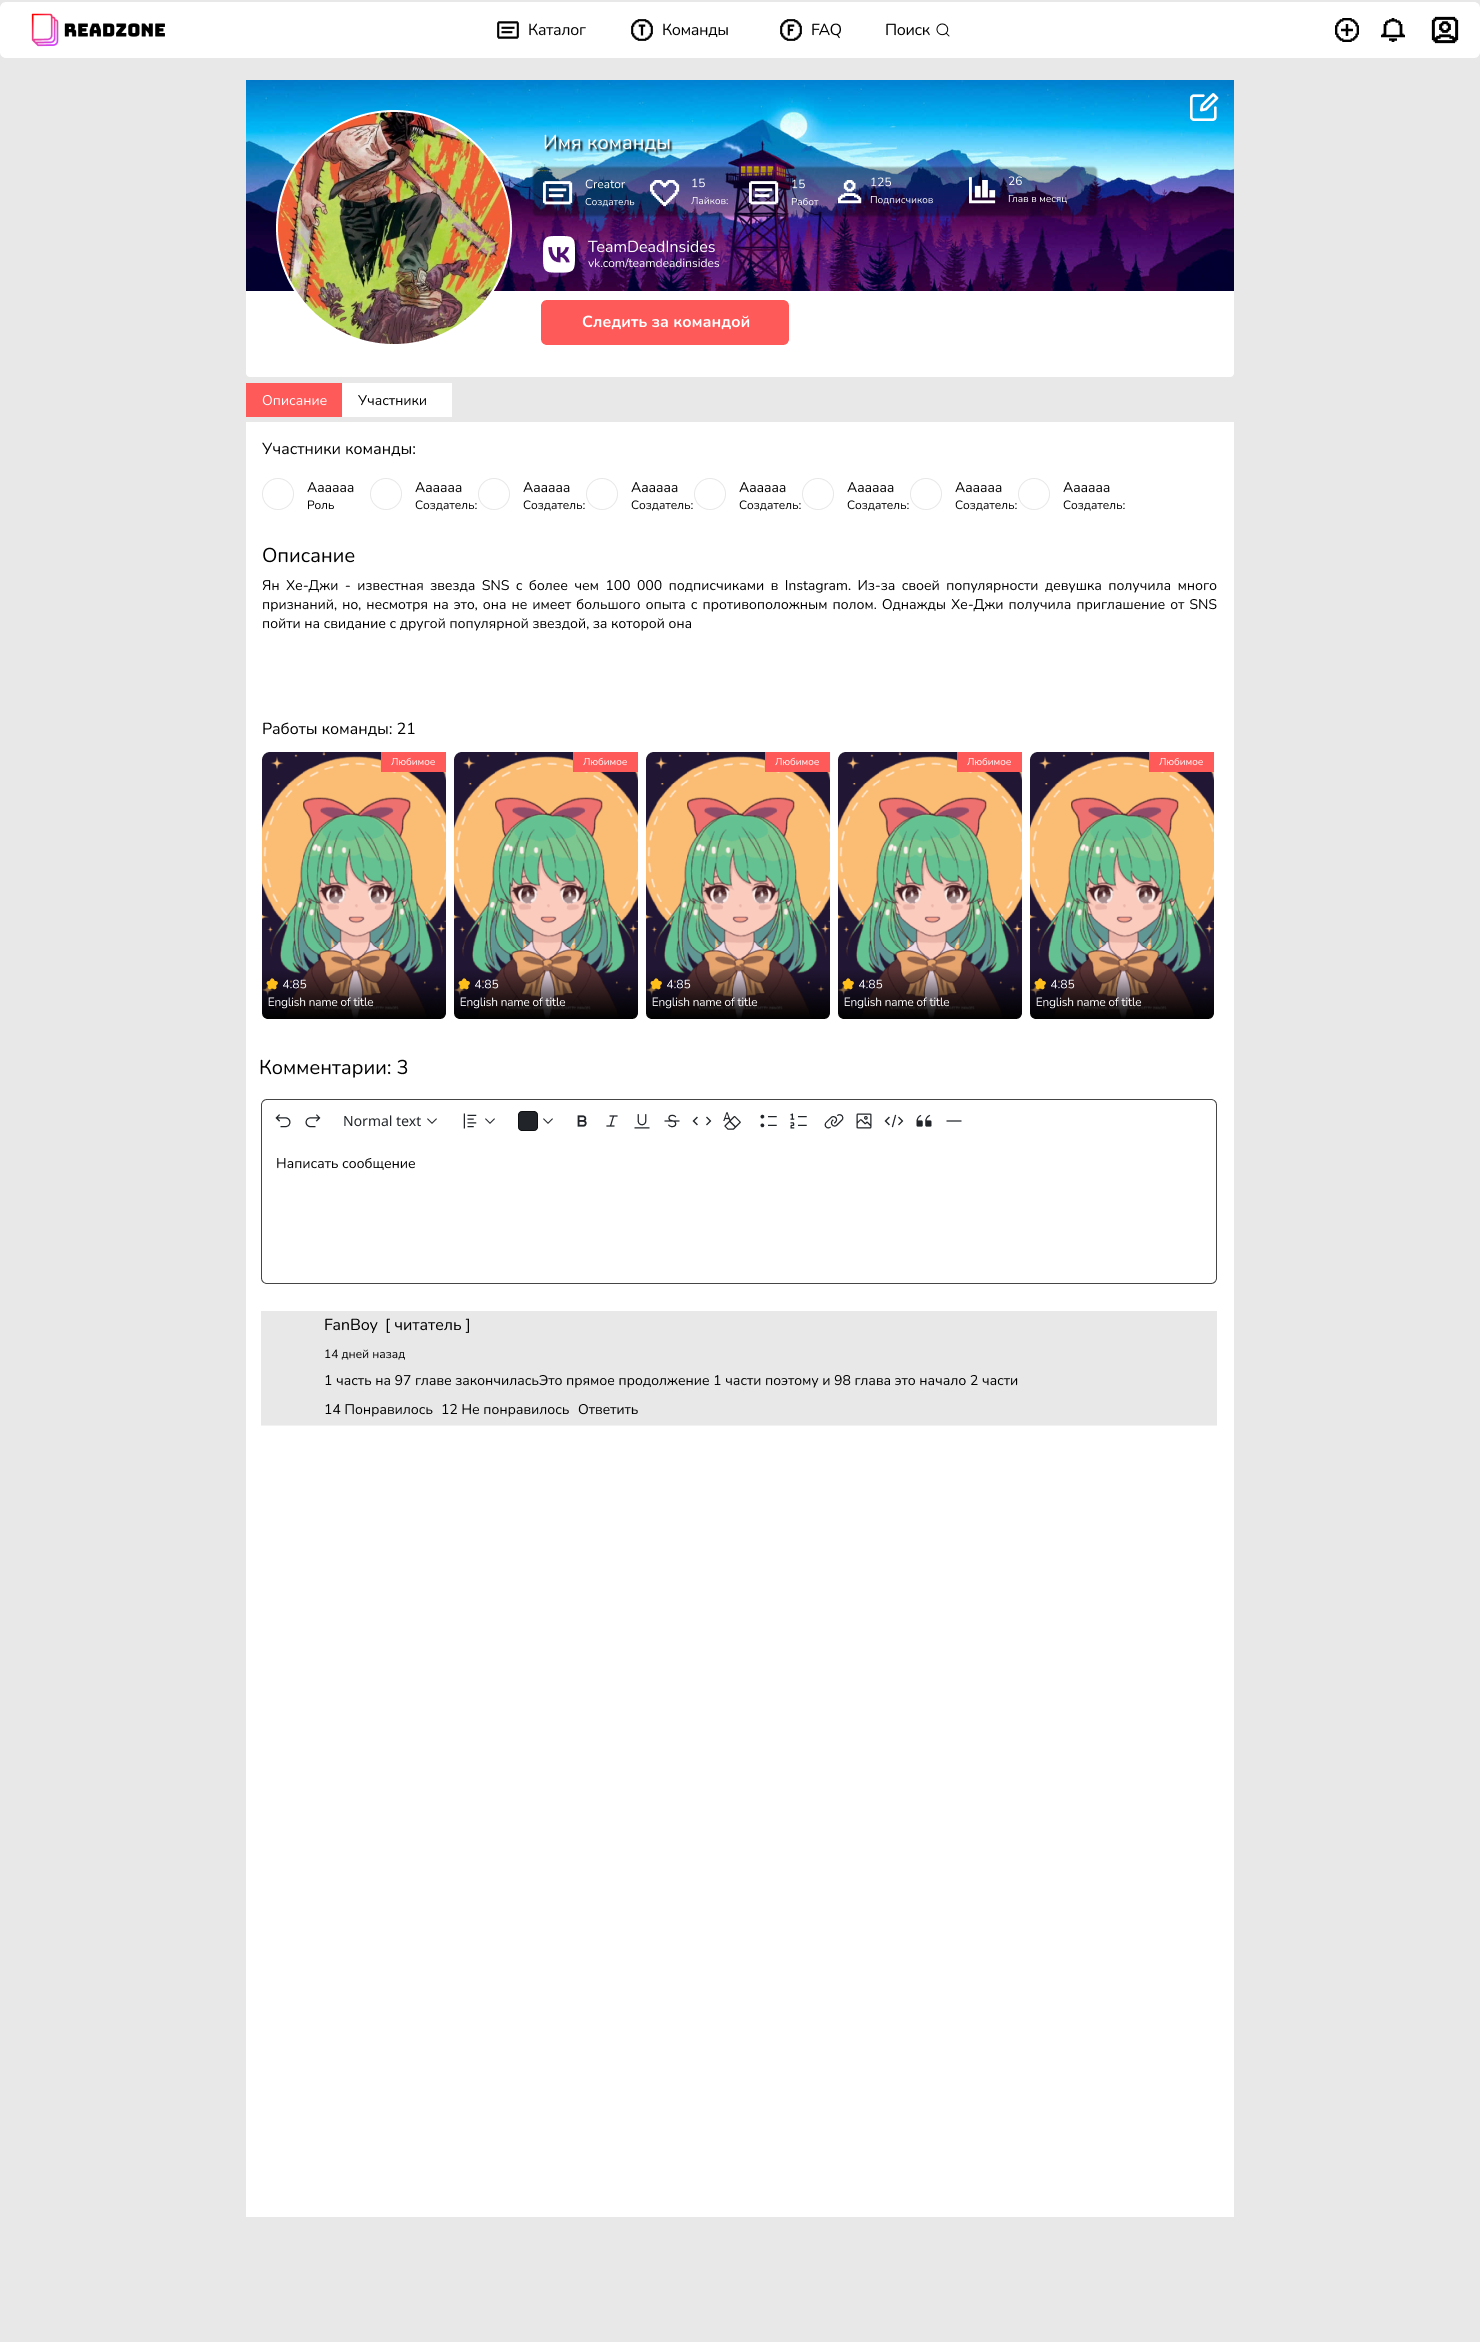 READZONE
Каталог
Команды
FAQ
Поиск
Имя команды
Creator
Создатель
15
Лайков:
15
Работ
125
Подписчиков
26
Глав в месяц
TeamDeadInsides
vk.com/teamdeadinsides
Следить за командой
Описание
Участники
Участники команды:
Аааааа
Роль
Аааааа
Создатель:
Аааааа
Создатель:
Аааааа
Создатель:
Аааааа
Создатель:
Аааааа
Создатель:
Аааааа
Создатель:
Аааааа
Создатель:
Описание
Ян Хе-Джи - известная звезда SNS с более чем 100 000 подписчиками в Instagram. Из-за своей популярности девушка получила много
признаний, но, несмотря на это, она не имеет большого опыта с противоположным полом. Однажды Хе-Джи получила приглашение от SNS
пойти на свидание с другой популярной звездой, за которой она
Работы команды: 21
Любимое
4.85
English name of title
Любимое
4.85
English name of title
Любимое
4.85
English name of title
Любимое
4.85
English name of title
Любимое
4.85
English name of title
Комментарии: 3
Normal text
Написать сообщение
FanBoy [ читатель ]
14 дней назад
1 часть на 97 главе закончиласьЭто прямое продолжение 1 части поэтому и 98 глава это начало 2 части
14 Понравилось 12 Не понравилось Ответить